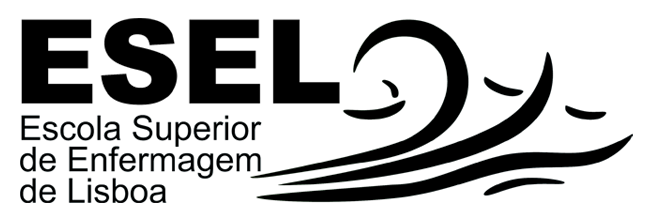 ESEL
Escola Superior
de Enfermagem
de Lisboa